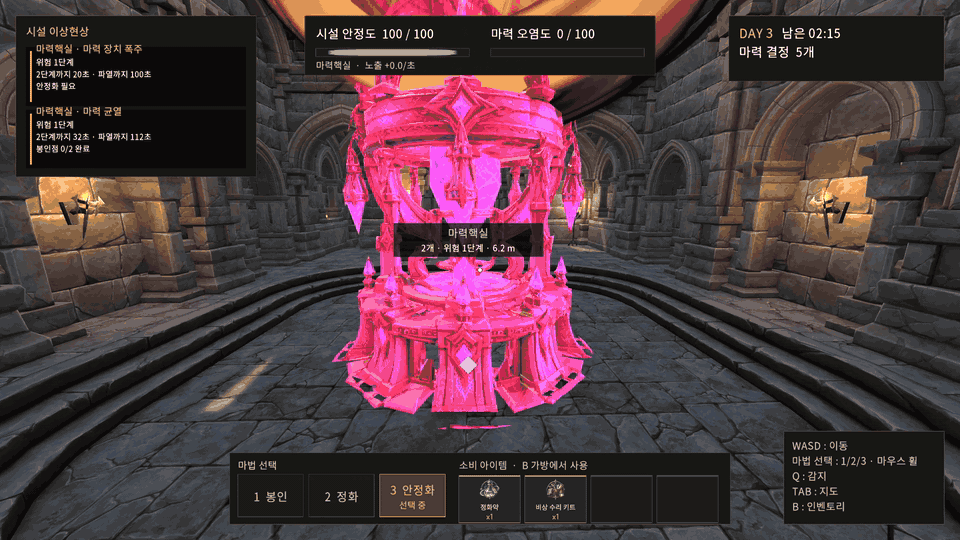 시설 이상현상
마력핵실 · 마력 장치 폭주
위험 1단계
2단계까지 20초 · 파열까지 100초
안정화 필요
마력핵실 · 마력 균열
위험 1단계
2단계까지 32초 · 파열까지 112초
봉인점 0/2 완료
시설 안정도 100 / 100
마력 오염도 0 / 100
마력핵실 · 노출 +0.0/초
DAY 3 남은 02:15
마력 결정 5개
마력핵실
2개 · 위험 1단계 · 6.2 m
마법 선택
1 봉인
2 정화
3 안정화
선택 중
소비 아이템 · B 가방에서 사용
정화약
x1
비상 수리 키트
x1
WASD : 이동
마법 선택 : 1/2/3 · 마우스 휠
Q : 감지
TAB : 지도
B : 인벤토리